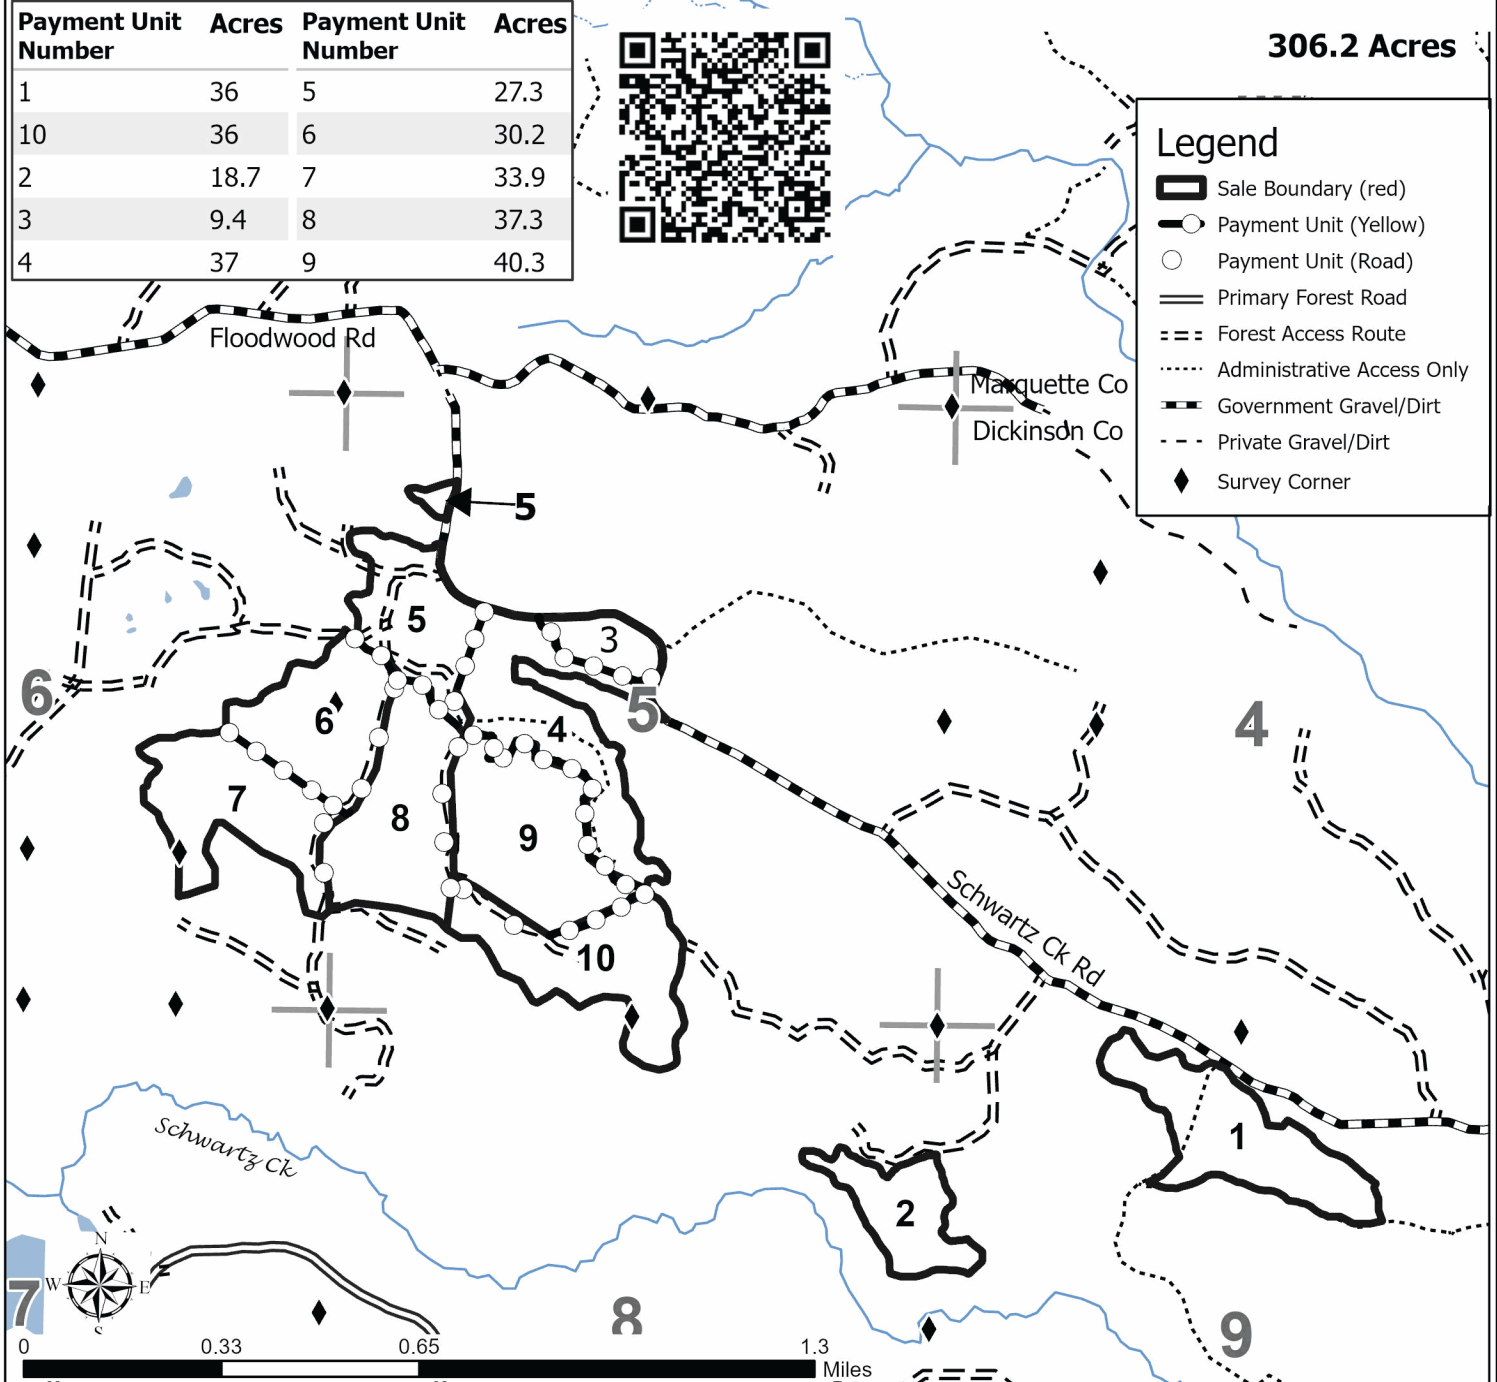 Payment Unit Number Acres Payment Unit Number Acres
1 36 5 27.3
10 36 6 30.2
2 18.7 7 33.9
3 9.4 8 37.3
4 37 9 40.3
306.2 Acres
Legend
Sale Boundary (red)
Payment Unit (Yellow)
Payment Unit (Road)
Primary Forest Road
Forest Access Route
Administrative Access Only
Government Gravel/Dirt
Private Gravel/Dirt
Survey Corner
Floodwood Rd
Marquette Co
Dickinson Co
5
5
3
6
5
4
6
4
7
8
9
Schwartz Ck Rd
10
1
Schwartz Ck
2
N
W E
S
7
8
9
0 0.33 0.65 1.3
Miles